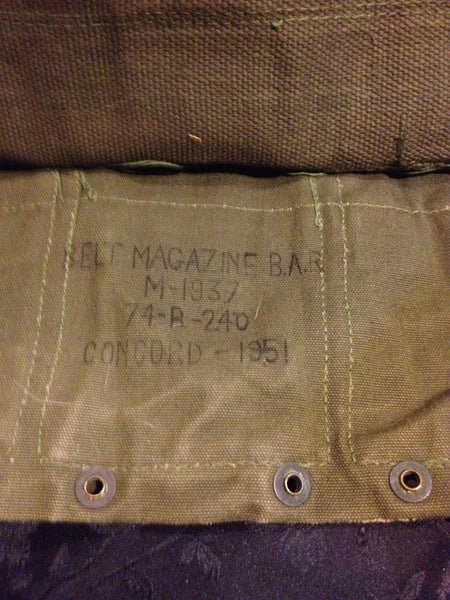 BELT MAGAZINE B.A.R
M-1937
74-B-240
CONCORD - 1951